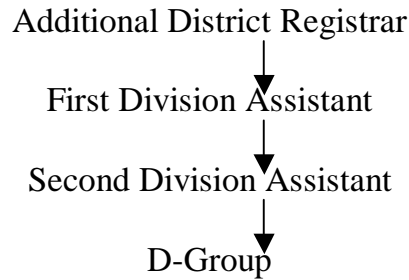 Additional District Registrar
First Division Assistant
Second Division Assistant
D-Group